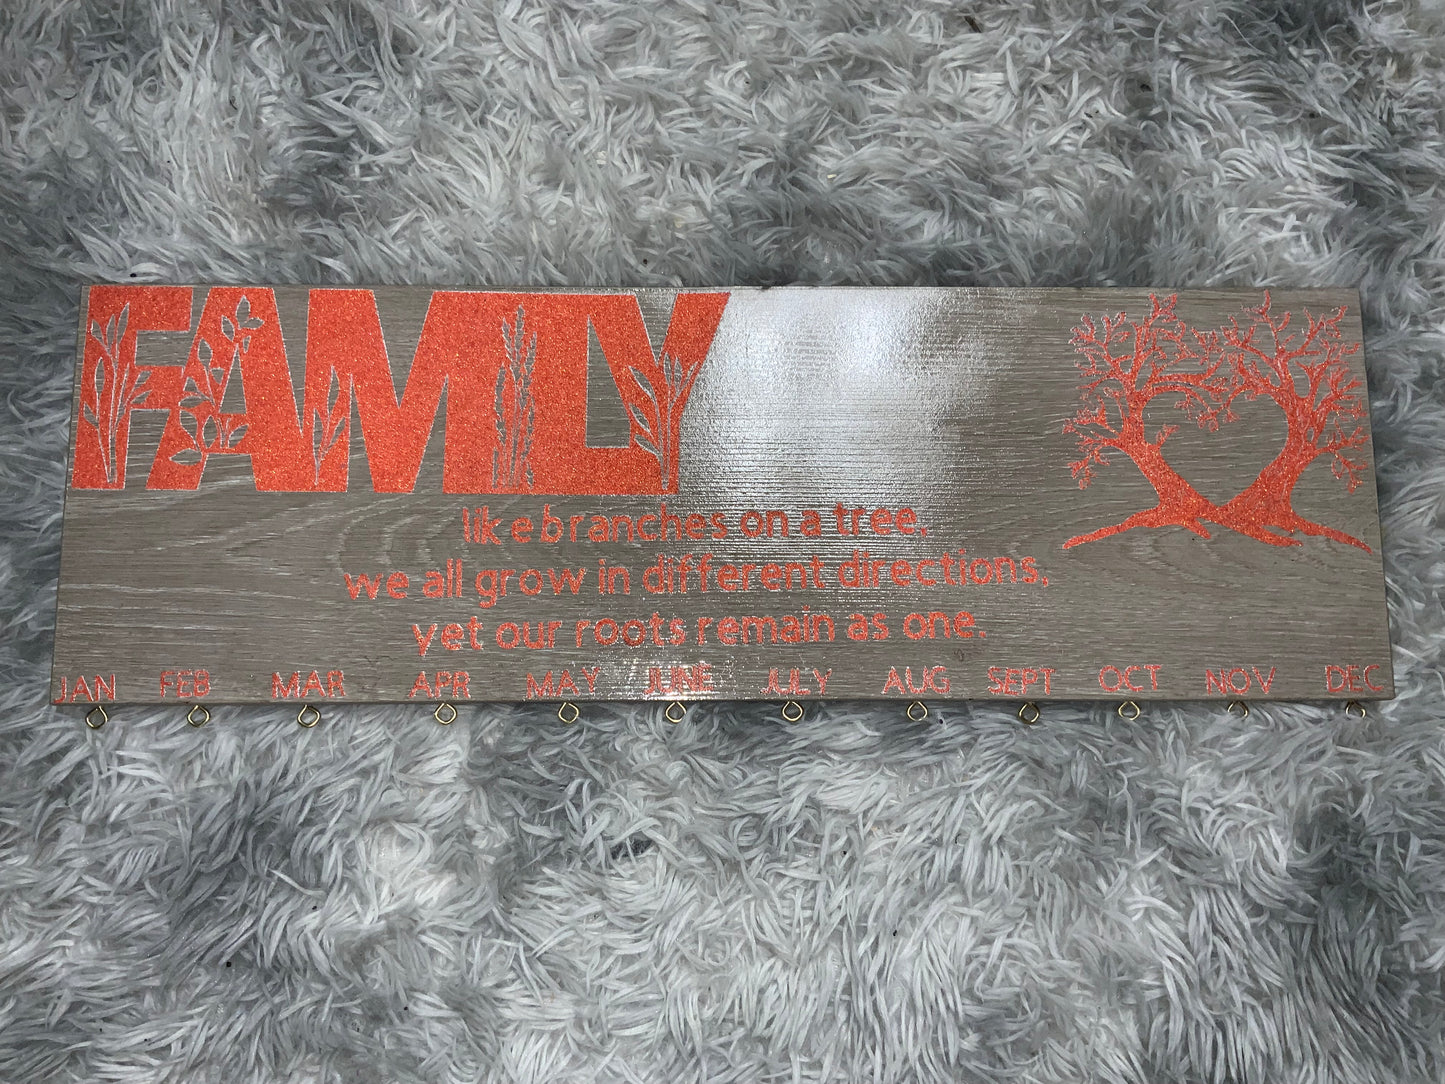 FAMILY
like branches on a tree,
we all grow in different directions,
yet our roots remain as one.
JAN FEB MAR APR MAY JUNE JULY AUG SEPT OCT NOV DEC